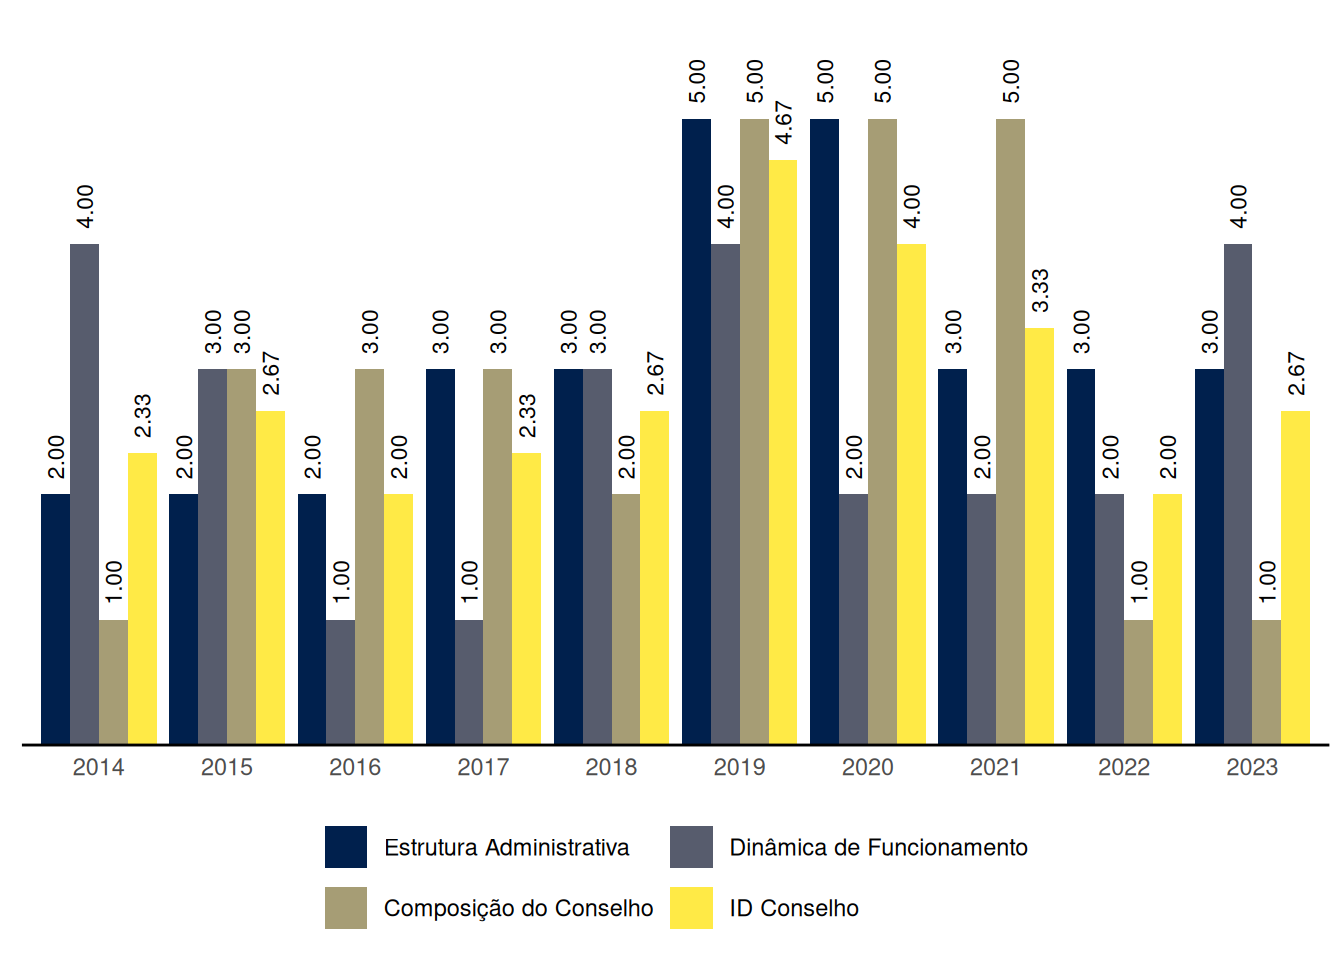 2.00 4.00 1.00 2.33
2.00 3.00 3.00 2.67
2.00 1.00 3.00 2.00
3.00 1.00 3.00 2.33
3.00 3.00 2.00 2.67
5.00 4.00 5.00 4.67
5.00 2.00 5.00 4.00
3.00 2.00 5.00 3.33
3.00 2.00 1.00 2.00
3.00 4.00 1.00 2.67
2014 2015 2016 2017 2018 2019 2020 2021 2022 2023
Estrutura Administrativa Dinâmica de Funcionamento
Composição do Conselho ID Conselho